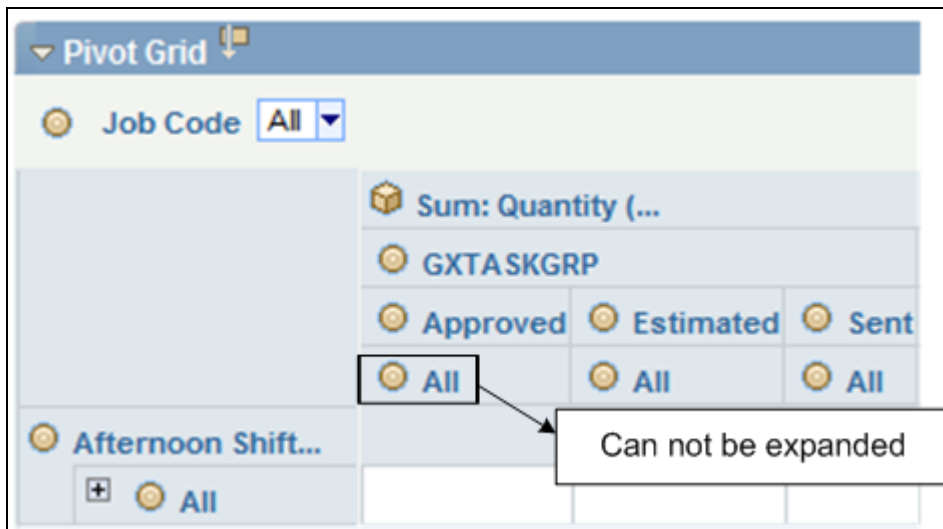 Pivot Grid
Job Code All
Sum: Quantity (...
GXTASKGRP
Approved Estimated Sent
All All All
Afternoon Shift...
Can not be expanded
All